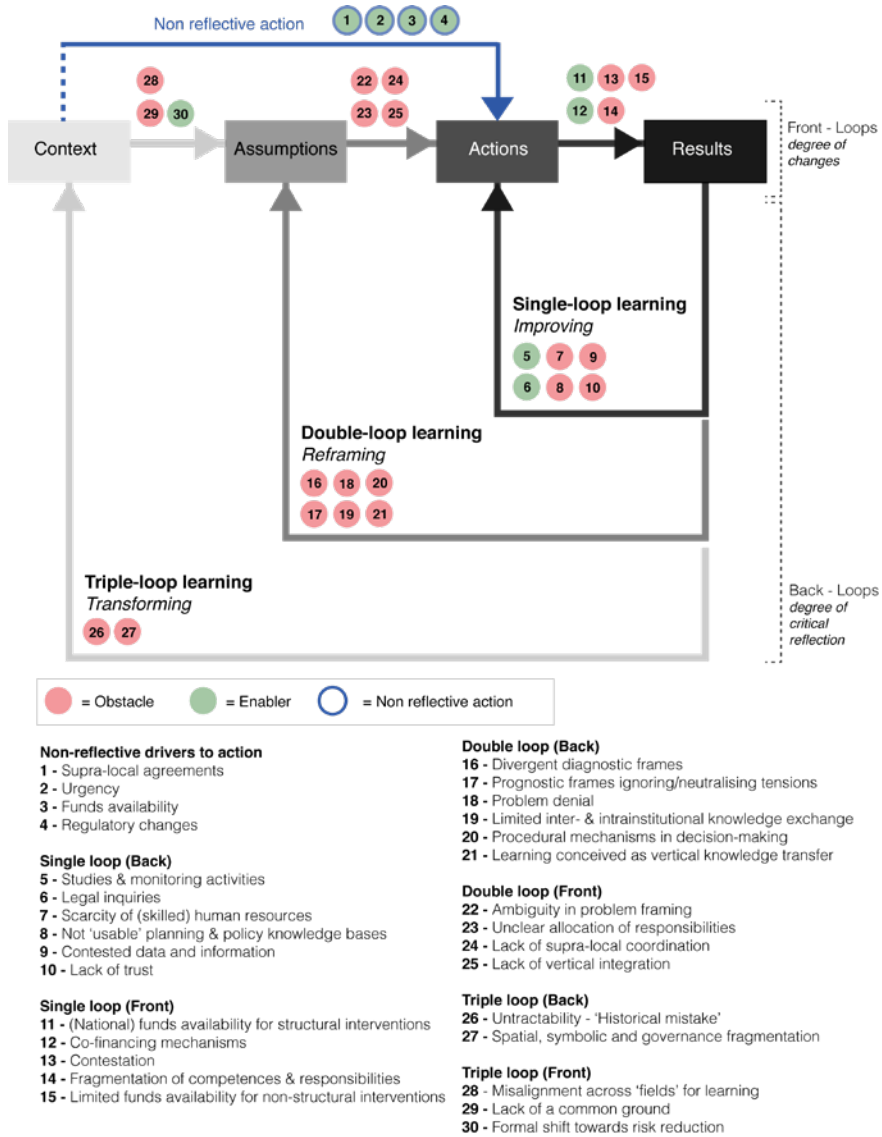 Non reflective action 1 2 3 4
28 22 24 11 13 15
29 30 23 25 12 14
Context Assumptions Actions Results
Front - Loops
degree of
changes
Single-loop learning
Improving
5 7 9
6 8 10
Double-loop learning
Reframing
16 18 20
17 19 21
Triple-loop learning
Transforming
26 27
Back - Loops
degree of
critical
reflection
= Obstacle = Enabler = Non reflective action
Non-reflective drivers to action
1 - Supra-local agreements
2 - Urgency
3 - Funds availability
4 - Regulatory changes
Single loop (Back)
5 - Studies & monitoring activities
6 - Legal inquiries
7 - Scarcity of (skilled) human resources
8 - Not ‘usable’ planning & policy knowledge bases
9 - Contested data and information
10 - Lack of trust
Single loop (Front)
11 - (National) funds availability for structural interventions
12 - Co-financing mechanisms
13 - Contestation
14 - Fragmentation of competences & responsibilities
15 - Limited funds availability for non-structural interventions
Double loop (Back)
16 - Divergent diagnostic frames
17 - Prognostic frames ignoring/neutralising tensions
18 - Problem denial
19 - Limited inter- & intrainstitutional knowledge exchange
20 - Procedural mechanisms in decision-making
21 - Learning conceived as vertical knowledge transfer
Double loop (Front)
22 - Ambiguity in problem framing
23 - Unclear allocation of responsibilities
24 - Lack of supra-local coordination
25 - Lack of vertical integration
Triple loop (Back)
26 - Untractability - ‘Historical mistake’
27 - Spatial, symbolic and governance fragmentation
Triple loop (Front)
28 - Misalignment across ‘fields’ for learning
29 - Lack of a common ground
30 - Formal shift towards risk reduction